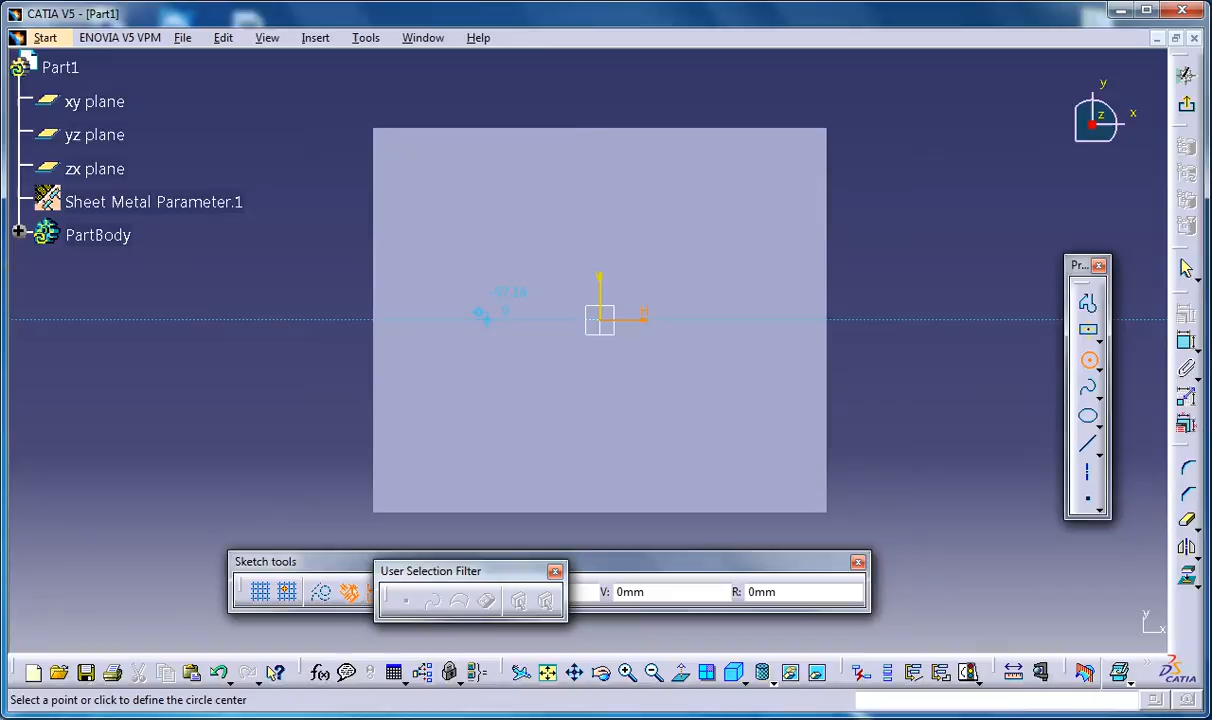 CATIA V5 - [Part1]
Start ENOVIA V5 VPM File Edit View Insert Tools Window Help
Part1
xy plane
yz plane
zx plane
Sheet Metal Parameter.1
PartBody
y
x
z
0
H
Pr...
Sketch tools
User Selection Filter
V: 0mm R: 0mm
y
x
f(x)
CATIA
Select a point or click to define the circle center